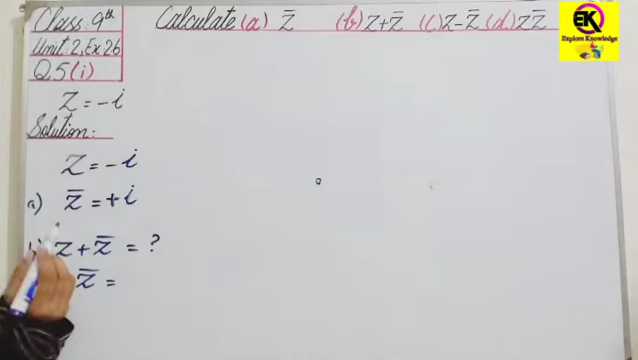 Class: 9th
Unit: 2, Ex 2.6
Q.5(i)
Calculate (a) z̄ (b) z+z̄ (c) z-z̄ (d) zz̄
EK
Explore Knowledge
Z = -i
Solution:
Z = -i
a) z̄ = +i
z + z̄ = ?
z̄ =